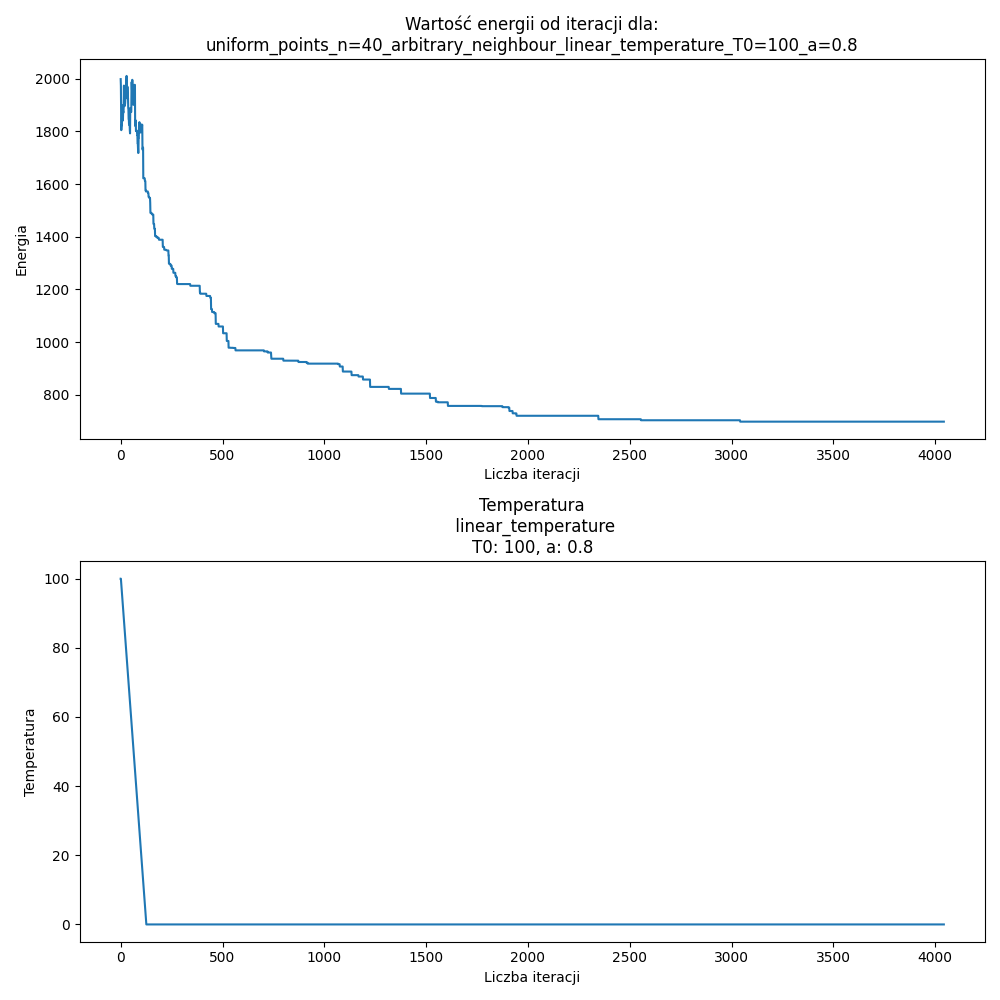 Wartość energii od iteracji dla:
uniform_points_n=40_arbitrary_neighbour_linear_temperature_T0=100_a=0.8
2000
1800
1600
1400
1200
1000
800
Energia
0 500 1000 1500 2000 2500 3000 3500 4000
Liczba iteracji
Temperatura
linear_temperature
T0: 100, a: 0.8
100
80
60
40
20
0
Temperatura
0 500 1000 1500 2000 2500 3000 3500 4000
Liczba iteracji